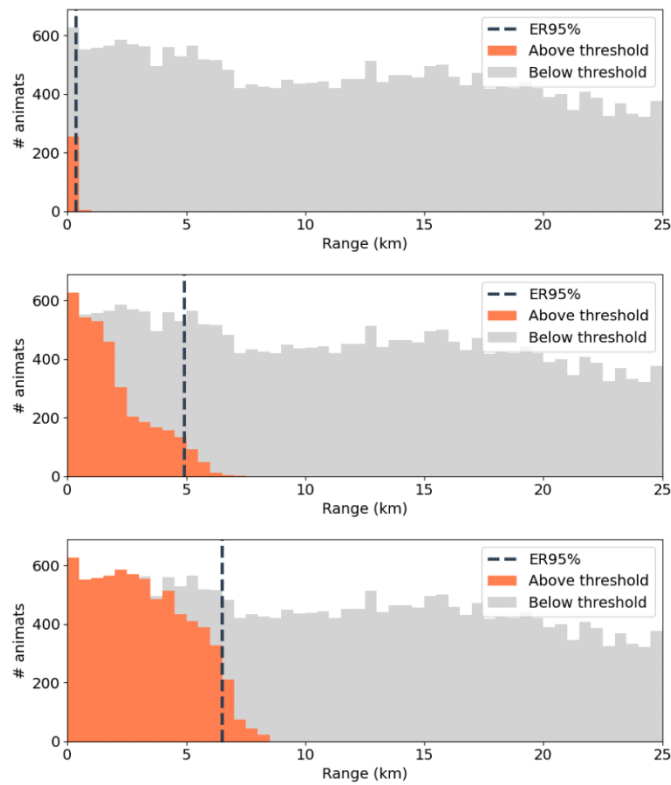 600
400
200
0
# animats
ER95%
Above threshold
Below threshold
0 5 10 15 20 25
Range (km)
600
400
200
0
# animats
ER95%
Above threshold
Below threshold
0 5 10 15 20 25
Range (km)
600
400
200
0
# animats
ER95%
Above threshold
Below threshold
0 5 10 15 20 25
Range (km)